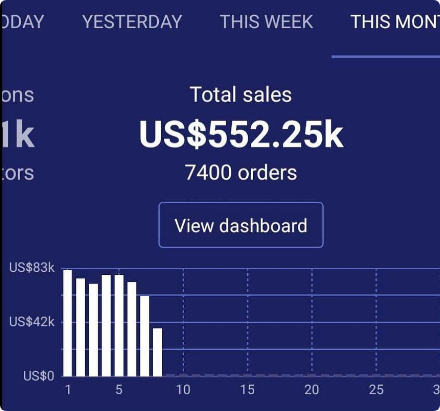 ODAY YESTERDAY THIS WEEK THIS MONT
ons Total sales
1k US$552.25k
tors 7400 orders
View dashboard
US$83k
US$42k
US$0
1 5 10 15 20 25 3